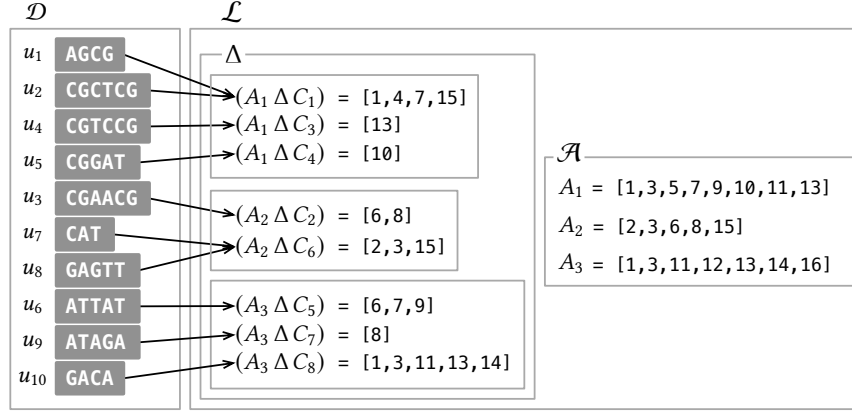 𝒟 ℒ
Δ
u₁ AGCG
u₂ CGCTCG
u₄ CGTCCG
u₅ CGGAT
u₃ CGAACG
u₇ CAT
u₈ GAGTT
u₆ ATTAT
u₉ ATAGA
u₁₀ GACA
(A₁ Δ C₁) = [1,4,7,15]
(A₁ Δ C₃) = [13]
(A₁ Δ C₄) = [10]
(A₂ Δ C₂) = [6,8]
(A₂ Δ C₆) = [2,3,15]
(A₃ Δ C₅) = [6,7,9]
(A₃ Δ C₇) = [8]
(A₃ Δ C₈) = [1,3,11,13,14]
𝒜
A₁ = [1,3,5,7,9,10,11,13]
A₂ = [2,3,6,8,15]
A₃ = [1,3,11,12,13,14,16]